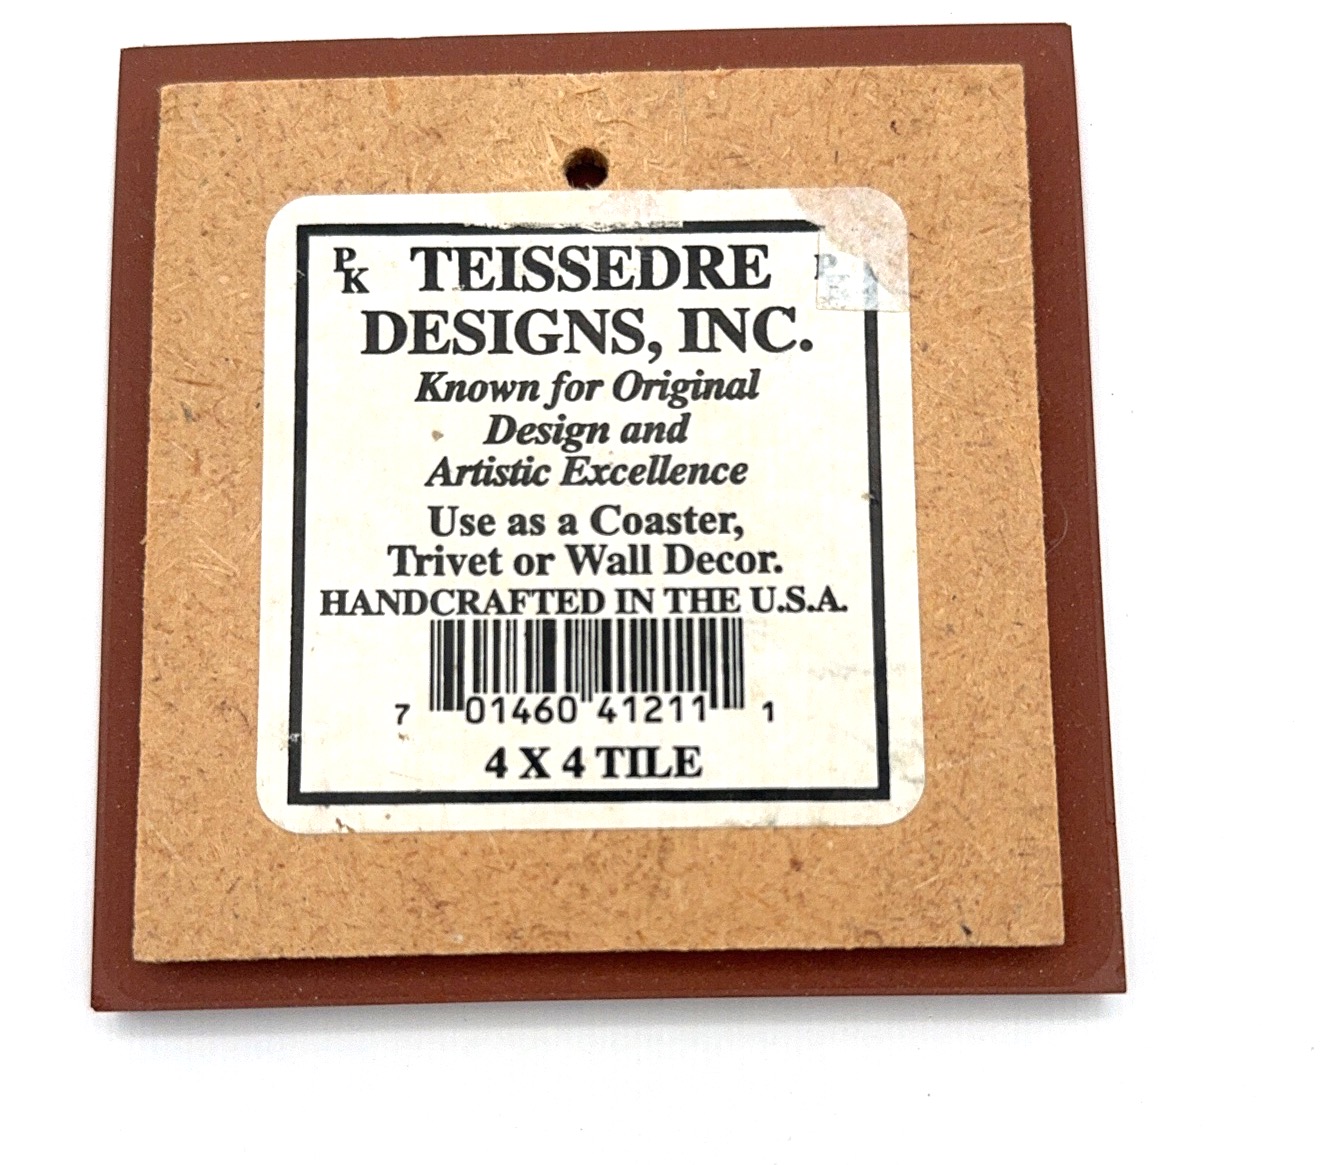 PK TEISSEDRE
DESIGNS, INC.
Known for Original
Design and
Artistic Excellence
Use as a Coaster,
Trivet or Wall Decor.
HANDCRAFTED IN THE U.S.A.
7 01460 41211 1
4 X 4 TILE